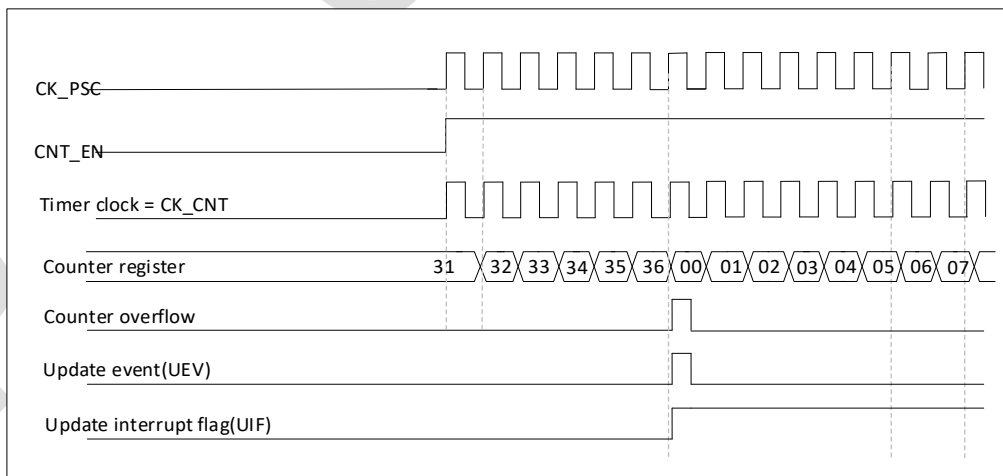 CK_PSC
CNT_EN
Timer clock = CK_CNT
Counter register 31 32 33 34 35 36 00 01 02 03 04 05 06 07
Counter overflow
Update event(UEV)
Update interrupt flag(UIF)